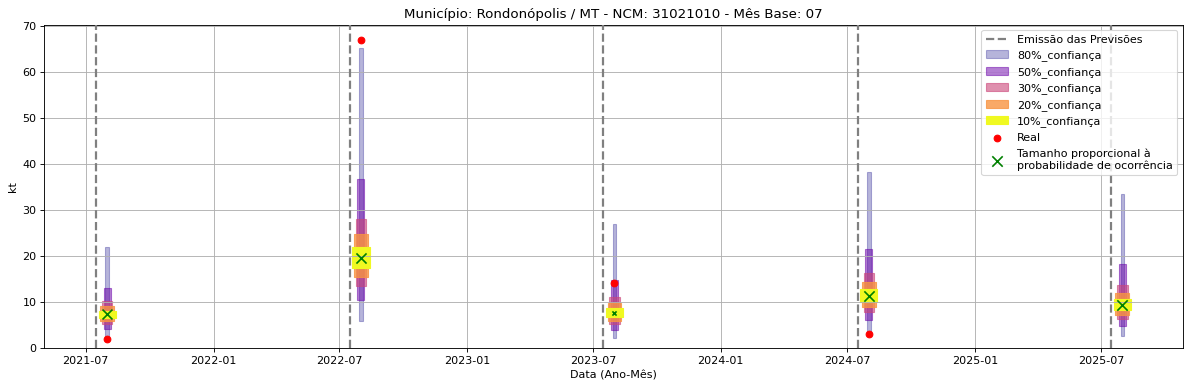 Município: Rondonópolis / MT - NCM: 31021010 - Mês Base: 07
70
60
50
40
30
20
10
0
kt
2021-07
2022-01
2022-07
2023-01
2023-07
2024-01
2024-07
2025-01
2025-07
Data (Ano-Mês)
Emissão das Previsões
80%_confiança
50%_confiança
30%_confiança
20%_confiança
10%_confiança
Real
Tamanho proporcional à
probabilidade de ocorrência